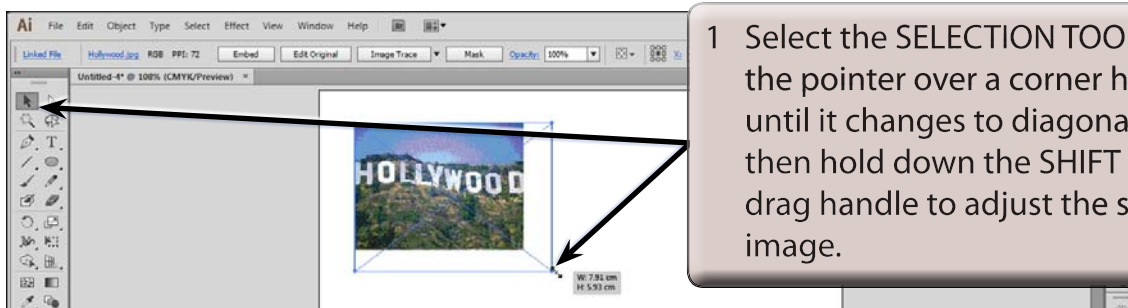 Ai File Edit Object Type Select Effect View Window Help Br
Linked File Hollywood.jpg RGB PPI: 72 Embed Edit Original Image Trace Mask Opacity: 100% X:
Untitled-4* @ 108% (CMYK/Preview) ×
HOLLYWOOD
W: 7.91 cm
H: 5.93 cm
1 Select the SELECTION TOO
the pointer over a corner h
until it changes to diagona
then hold down the SHIFT
drag handle to adjust the s
image.